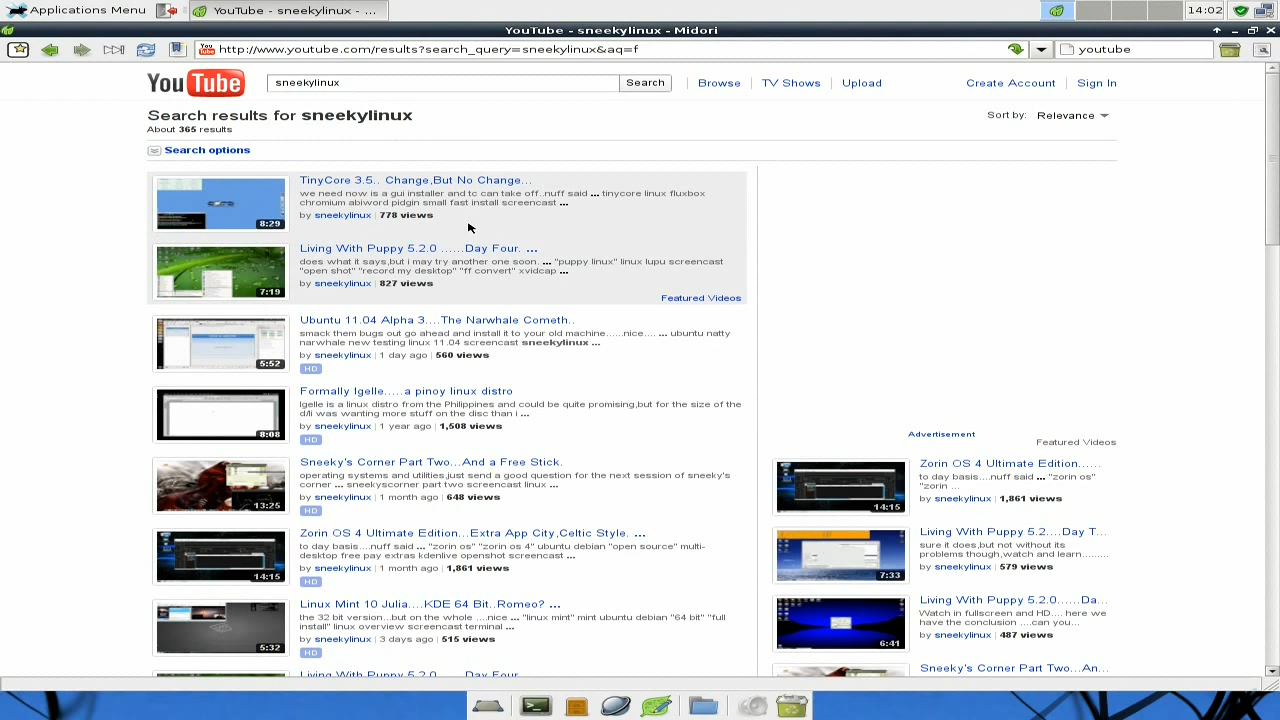 Applications Menu
YouTube - sneekylinux - ...
14:02
YouTube - sneekylinux - Midori
http://www.youtube.com/results?search_query=sneekylinux&aq=f
youtube
YouTube
sneekylinux
Search
Browse
TV Shows
Upload
Create Account
Sign In
Search results for sneekylinux
About 365 results
Sort by: Relevance
Search options
TinyCore 3.5.. Change,But No Change...
we need now is a gui installer and tc can take off..nuff said ... tinycore linux fluxbox
chromium abiword pidgin small fast install screencast ...
by sneekylinux | 778 views
8:29
Living With Puppy 5.2.0 ......Day Four. ...
does what it says,but i may try another one soon. ... "puppy linux" linux lupu screencast
"open shot" "record my desktop" "ff convert" xvidcap ...
by sneekylinux | 827 views
7:19
Featured Videos
Ubuntu 11.04 Alpha 3....The Narwhale Cometh..
smack them bugs out go ahead and install it to your old machine.....nice.... ... ubuntu natty
narwhale new testing linux 11.04 screencast sneekylinux ...
by sneekylinux | 1 day ago | 560 views
5:52
HD
Formally Igelle.....a pinoy linux distro
Igelle is a linux distro from the Philippines and could be quite promising,but for the size of the
d/l i was wanting more stuff on the disc than i ...
by sneekylinux | 1 year ago | 1,508 views
8:08
HD
Sneeky's Corner Part Two...And a Free Stick.
operating systems and utilities,just send a good question for the next session of sneeky's
corner ... sneekys corner part two screencast linux ...
by sneekylinux | 1 month ago | 648 views
13:25
HD
Zorin OS 4 Ultimate Edition...Extra App City,Celtic Style. ...
to day basis....nuff said ... "zorin os" "zorin os 4" ubuntu debian "open source" multi-
desktop free pay extras kdenlive openshot screencast ...
by sneekylinux | 1 month ago | 1,861 views
14:15
HD
Linux Mint 10 Julia....KDE 64 Bit..Romeo? ...
the 32 bit version...but on the whole ....nice ... "linux mint" mint ubuntu debian "64 bit" "full
install" linux overview screencast terminal ...
by sneekylinux | 3 days ago | 515 views
5:32
HD
Living With Puppy 5.2.0 ......Day Four.
Advertisement
Featured Videos
Zorin OS 4 Ultimate Edition......
to day basis....nuff said ... "zorin os"
"zorin ...
by sneekylinux | 1,861 views
14:15
Living With Puppy 5.2....Day T...
sure it does,but not without its
problems though,watch and learn.........
by sneekylinux | 579 views
7:33
Living With Puppy 5.2.0......Da...
Watch in fullscreen and HD.... here we
have the conclusion ....can you...
by sneekylinux | 487 views
6:41
Sneeky's Corner Part Two...An...